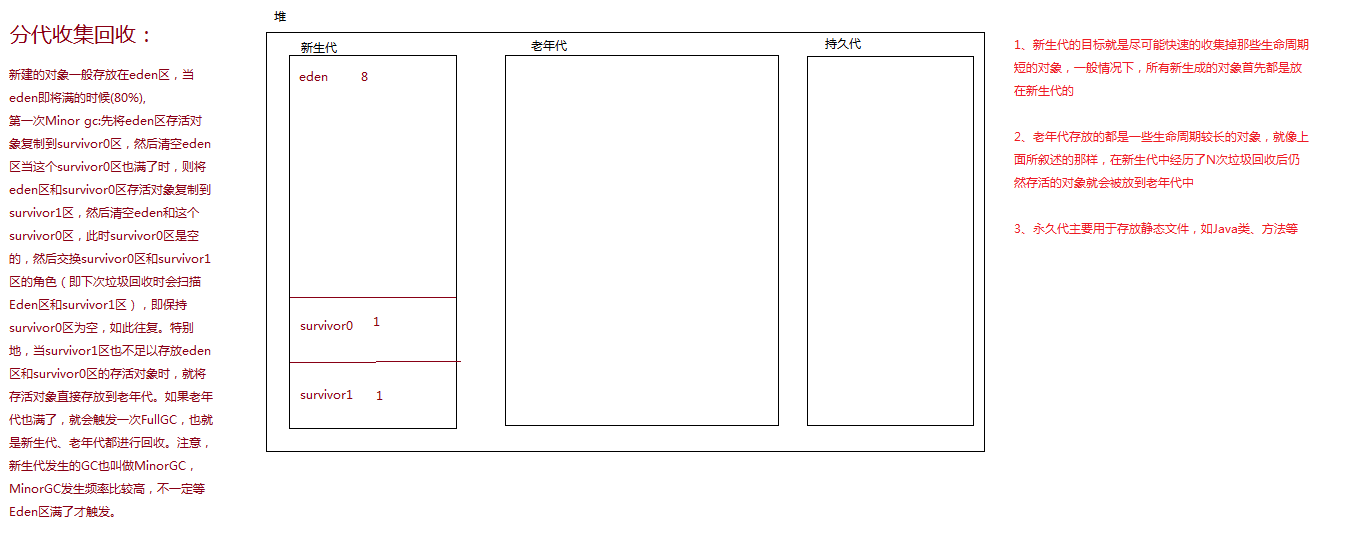 分代收集回收：
新建的对象一般存放在eden区，当
eden即将满的时候(80%),
第一次Minor gc:先将eden区存活对
象复制到survivor0区，然后清空eden
区当这个survivor0区也满了时，则将
eden区和survivor0区存活对象复制到
survivor1区，然后清空eden和这个
survivor0区，此时survivor0区是空
的，然后交换survivor0区和survivor1
区的角色（即下次垃圾回收时会扫描
Eden区和survivor1区），即保持
survivor0区为空，如此往复。特别
地，当survivor1区也不足以存放eden
区和survivor0区的存活对象时，就将
存活对象直接存放到老年代。如果老年
代也满了，就会触发一次FullGC，也就
是新生代、老年代都进行回收。注意，
新生代发生的GC也叫做MinorGC，
MinorGC发生频率比较高，不一定等
Eden区满了才触发。
堆
新生代
eden 8
survivor0 1
survivor1 1
老年代
持久代
1、新生代的目标就是尽可能快速的收集掉那些生命周期
短的对象，一般情况下，所有新生成的对象首先都是放
在新生代的
2、老年代存放的都是一些生命周期较长的对象，就像上
面所叙述的那样，在新生代中经历了N次垃圾回收后仍
然存活的对象就会被放到老年代中
3、永久代主要用于存放静态文件，如Java类、方法等